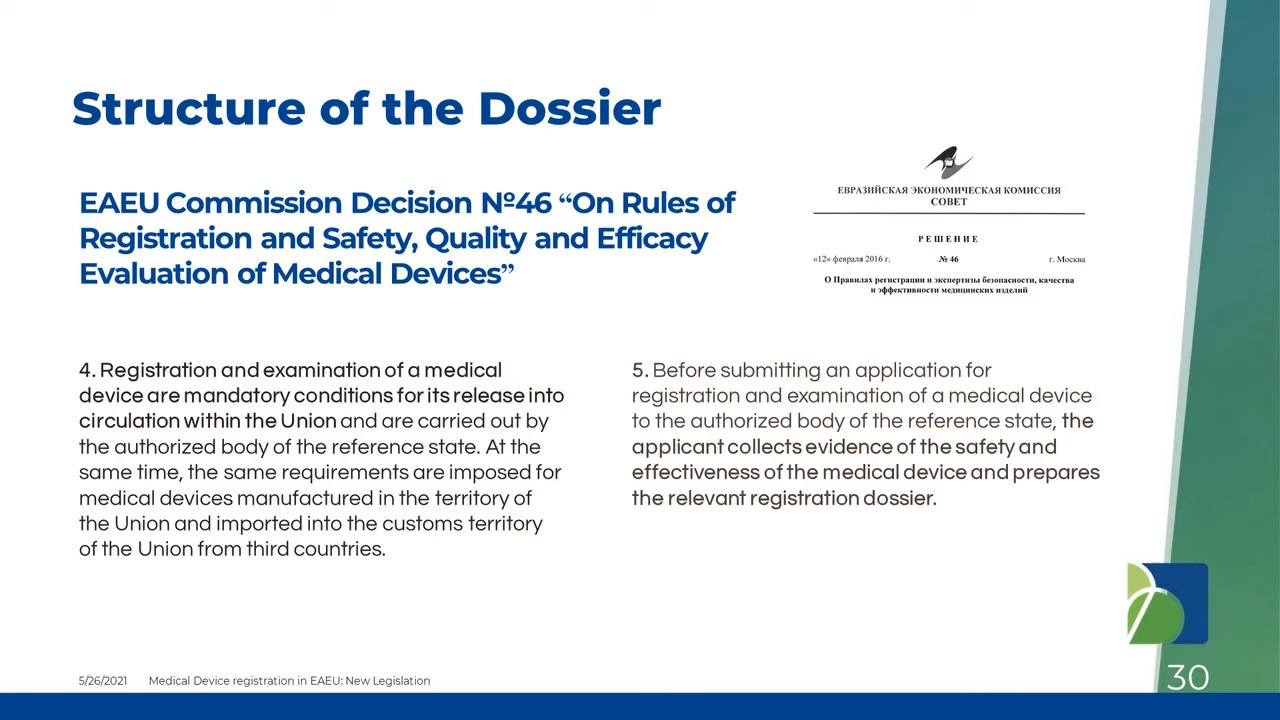 Structure of the Dossier
EAEU Commission Decision №46 “On Rules of
Registration and Safety, Quality and Efficacy
Evaluation of Medical Devices”
ЕВРАЗИЙСКАЯ ЭКОНОМИЧЕСКАЯ КОМИССИЯ
СОВЕТ
РЕШЕНИЕ
«12» февраля 2016 г. № 46 г. Москва
О Правилах регистрации и экспертизы безопасности, качества
и эффективности медицинских изделий
4. Registration and examination of a medical
device are mandatory conditions for its release into
circulation within the Union and are carried out by
the authorized body of the reference state. At the
same time, the same requirements are imposed for
medical devices manufactured in the territory of
the Union and imported into the customs territory
of the Union from third countries.
5. Before submitting an application for
registration and examination of a medical device
to the authorized body of the reference state, the
applicant collects evidence of the safety and
effectiveness of the medical device and prepares
the relevant registration dossier.
5/26/2021 Medical Device registration in EAEU: New Legislation
30